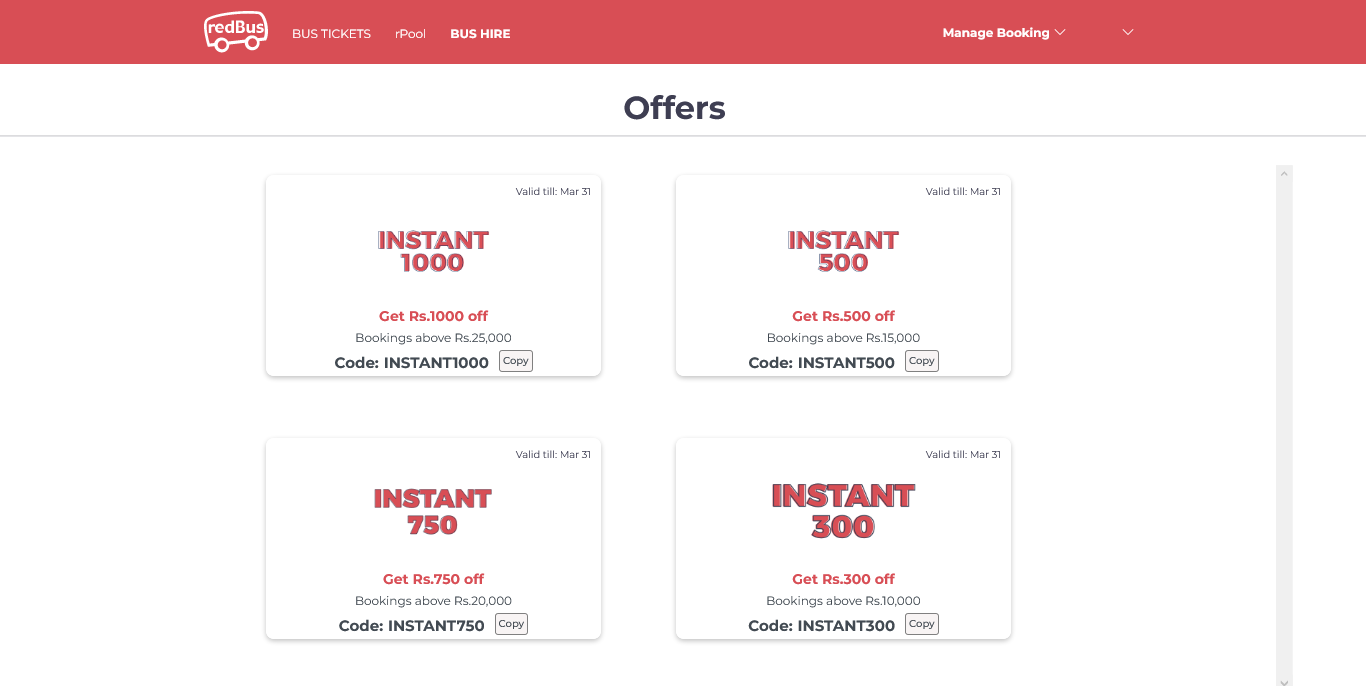 redBus
BUS TICKETS rPool BUS HIRE Manage Booking
Offers
Valid till: Mar 31
INSTANT
1000
Get Rs.1000 off
Bookings above Rs.25,000
Code: INSTANT1000 Copy
Valid till: Mar 31
INSTANT
500
Get Rs.500 off
Bookings above Rs.15,000
Code: INSTANT500 Copy
Valid till: Mar 31
INSTANT
750
Get Rs.750 off
Bookings above Rs.20,000
Code: INSTANT750 Copy
Valid till: Mar 31
INSTANT
300
Get Rs.300 off
Bookings above Rs.10,000
Code: INSTANT300 Copy